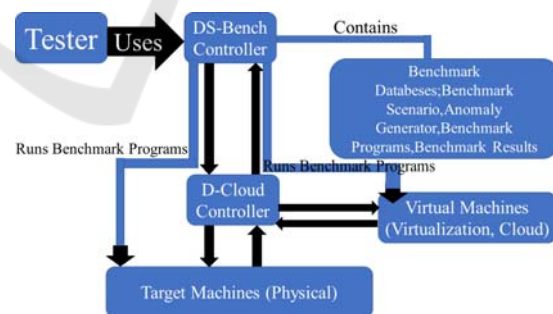 Tester
Uses
DS-Bench
Controller
Contains
Benchmark
Databeses;Benchmark
Scenario,Anomaly
Generator,Benchmark
Programs,Benchmark Results
Runs Benchmark Programs
Runs Benchmark Programs
D-Cloud
Controller
Virtual Machines
(Virtualization, Cloud)
Target Machines (Physical)